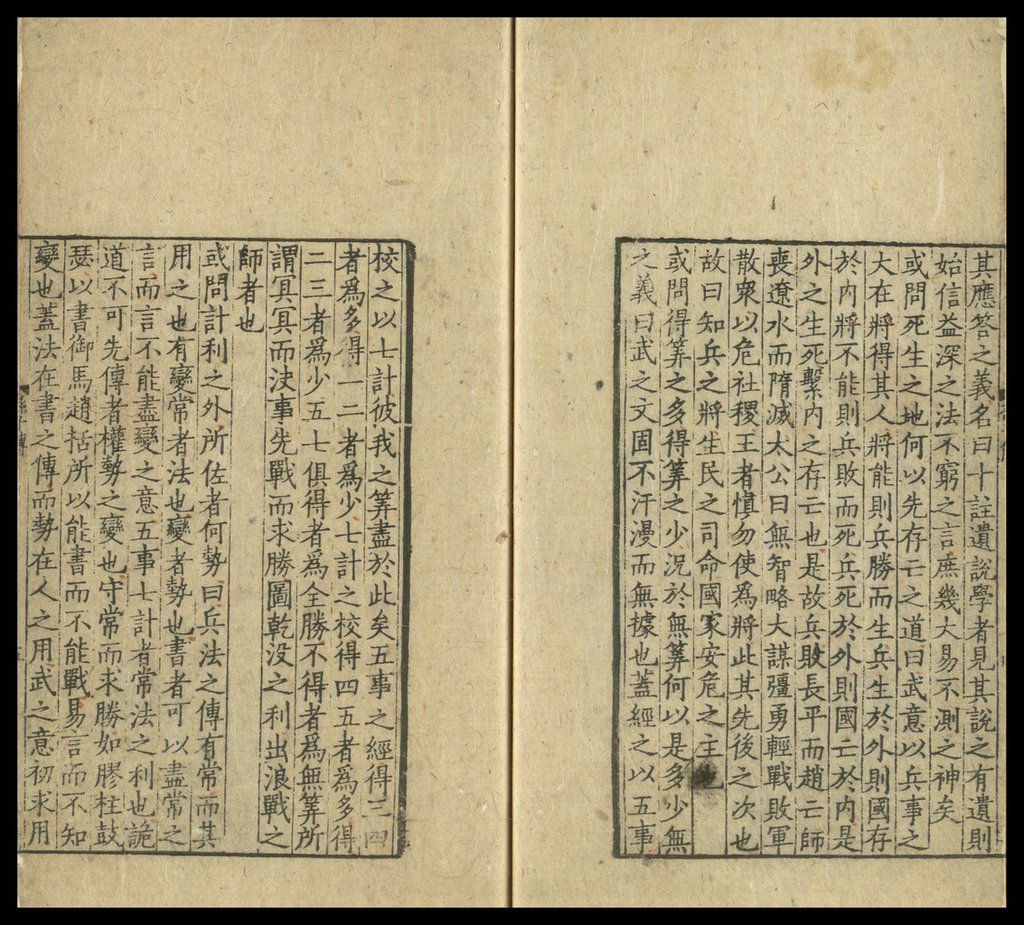 其應答之義名曰十註遺說學者見其說之有遺則
始信益深之法不窮之言庶幾大易不測之神矣
或問死生之地何以先存亡之道曰武意以兵事之
大在將得其人將能則兵勝而生兵生於外則國存
於內將不能則兵敗而死兵死於外則國亡於內是
外之生死繫內之存亡也是故兵敗長平而趙亡師
喪遼水而隋滅太公曰無智略大謀彊勇輕戰敗軍
散衆以危社稷王者慎勿使為將此其先後之次也
故曰知兵之將生民之司命國家安危之主也
或問得筭之多得筭之少況於無筭何以是多少無
之義曰武之文固不汗漫而無據也蓋經之以五事
校之以七計彼我之筭盡於此矣五事之經得三四
者為多得一二者為少七計之校得四五者為多得
二三者為少五七俱得者為全勝不得者為無筭所
謂冥冥而決事先戰而求勝圖乾没之利出浪戰之
師者也
或問計利之外所佐者何勢曰兵法之傳有常而其
用之也有變常者法也變者勢也書者可以盡常之
言而言不能盡變之意五事七計者常法之利也詭
道不可先傳者權勢之變也守常而求勝如膠柱鼓
瑟以書御馬趙括所以能書而不能戰易言而不知
變也蓋法在書之傳而勢在人之用武之意初求用